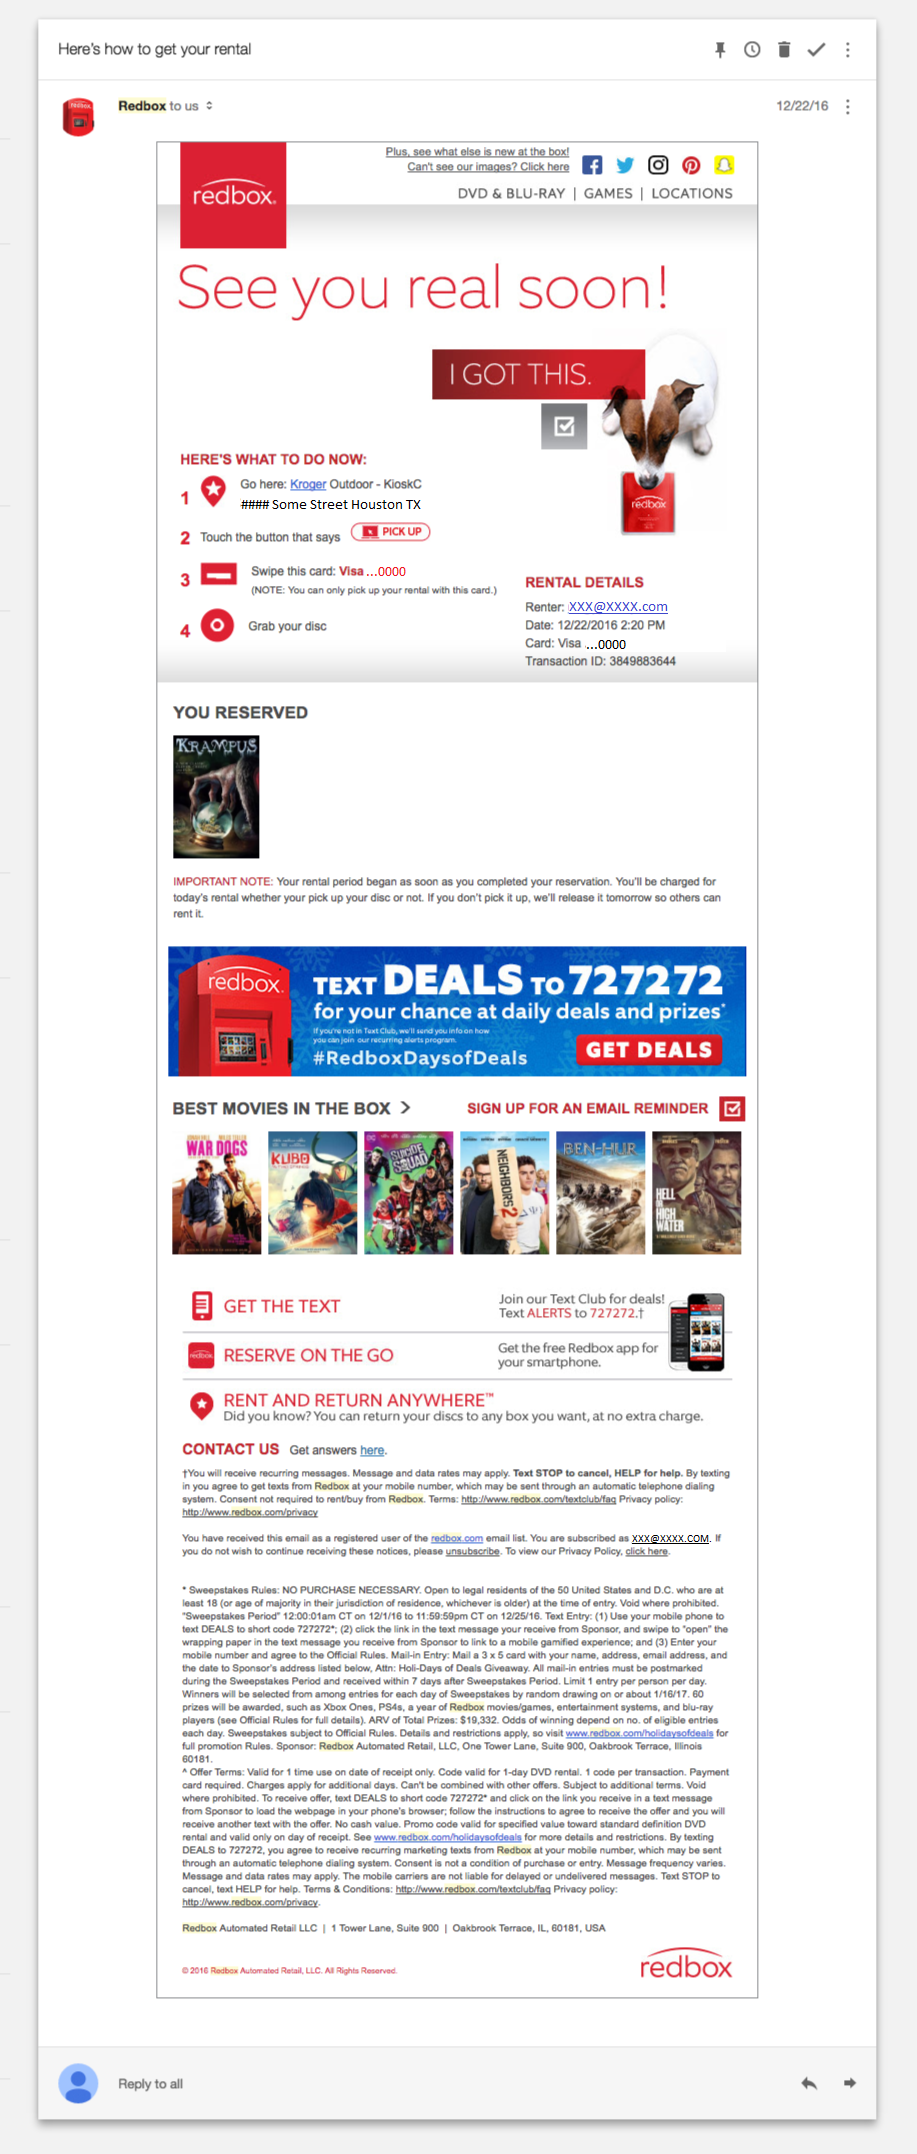 Here's how to get your rental
Redbox to us
12/22/16
redbox.
Plus, see what else is new at the box!
Can't see our images? Click here
DVD & BLU-RAY | GAMES | LOCATIONS
See you real soon!
I GOT THIS.
redbox
HERE'S WHAT TO DO NOW:
1 Go here: Kroger Outdoor - KioskC
#### Some Street Houston TX
2 Touch the button that says PICK UP
3 Swipe this card: Visa ...0000
(NOTE: You can only pick up your rental with this card.)
4 Grab your disc
RENTAL DETAILS
Renter: XXX@XXXX.com
Date: 12/22/2016 2:20 PM
Card: Visa ...0000
Transaction ID: 3849883644
YOU RESERVED
KRAMPUS
IMPORTANT NOTE: Your rental period began as soon as you completed your reservation. You'll be charged for
today's rental whether your pick up your disc or not. If you don't pick it up, we'll release it tomorrow so others can
rent it.
redbox.
TEXT DEALS TO 727272
for your chance at daily deals and prizes*
If you're not in Text Club, we'll send you info on how
you can join our recurring alerts program.
#RedboxDaysofDeals
GET DEALS
BEST MOVIES IN THE BOX >
SIGN UP FOR AN EMAIL REMINDER
WAR DOGS
KUBO
SUICIDE SQUAD
NEIGHBORS 2
BEN-HUR
HELL OR HIGH WATER
GET THE TEXT
Join our Text Club for deals!
Text ALERTS to 727272.†
redbox.
RESERVE ON THE GO
Get the free Redbox app for
your smartphone.
RENT AND RETURN ANYWHERE™
Did you know? You can return your discs to any box you want, at no extra charge.
CONTACT US Get answers here.
†You will receive recurring messages. Message and data rates may apply. Text STOP to cancel, HELP for help. By texting
in you agree to get texts from Redbox at your mobile number, which may be sent through an automatic telephone dialing
system. Consent not required to rent/buy from Redbox. Terms: http://www.redbox.com/textclub/faq Privacy policy:
http://www.redbox.com/privacy
You have received this email as a registered user of the redbox.com email list. You are subscribed as XXX@XXXX.COM. If
you do not wish to continue receiving these notices, please unsubscribe. To view our Privacy Policy, click here.
* Sweepstakes Rules: NO PURCHASE NECESSARY. Open to legal residents of the 50 United States and D.C. who are at
least 18 (or age of majority in their jurisdiction of residence, whichever is older) at the time of entry. Void where prohibited.
"Sweepstakes Period" 12:00:01am CT on 12/1/16 to 11:59:59pm CT on 12/25/16. Text Entry: (1) Use your mobile phone to
text DEALS to short code 727272*; (2) click the link in the text message your receive from Sponsor, and swipe to "open" the
wrapping paper in the text message you receive from Sponsor to link to a mobile gamified experience; and (3) Enter your
mobile number and agree to the Official Rules. Mail-in Entry: Mail a 3 x 5 card with your name, address, email address, and
the date to Sponsor's address listed below, Attn: Holi-Days of Deals Giveaway. All mail-in entries must be postmarked
during the Sweepstakes Period and received within 7 days after Sweepstakes Period. Limit 1 entry per person per day.
Winners will be selected from among entries for each day of Sweepstakes by random drawing on or about 1/16/17. 60
prizes will be awarded, such as Xbox Ones, PS4s, a year of Redbox movies/games, entertainment systems, and blu-ray
players (see Official Rules for full details). ARV of Total Prizes: $19,332. Odds of winning depend on no. of eligible entries
each day. Sweepstakes subject to Official Rules. Details and restrictions apply, so visit www.redbox.com/holidaysofdeals for
full promotion Rules. Sponsor: Redbox Automated Retail, LLC, One Tower Lane, Suite 900, Oakbrook Terrace, Illinois
60181.
^ Offer Terms: Valid for 1 time use on date of receipt only. Code valid for 1-day DVD rental. 1 code per transaction. Payment
card required. Charges apply for additional days. Can't be combined with other offers. Subject to additional terms. Void
where prohibited. To receive offer, text DEALS to short code 727272* and click on the link you receive in a text message
from Sponsor to load the webpage in your phone's browser; follow the instructions to agree to receive the offer and you will
receive another text with the offer. No cash value. Promo code valid for specified value toward standard definition DVD
rental and valid only on day of receipt. See www.redbox.com/holidaysofdeals for more details and restrictions. By texting
DEALS to 727272, you agree to receive recurring marketing texts from Redbox at your mobile number, which may be sent
through an automatic telephone dialing system. Consent is not a condition of purchase or entry. Message frequency varies.
Message and data rates may apply. The mobile carriers are not liable for delayed or undelivered messages. Text STOP to
cancel, text HELP for help. Terms & Conditions: http://www.redbox.com/textclub/faq Privacy policy:
http://www.redbox.com/privacy.
Redbox Automated Retail LLC | 1 Tower Lane, Suite 900 | Oakbrook Terrace, IL, 60181, USA
© 2016 Redbox Automated Retail, LLC. All Rights Reserved.
redbox
Reply to all